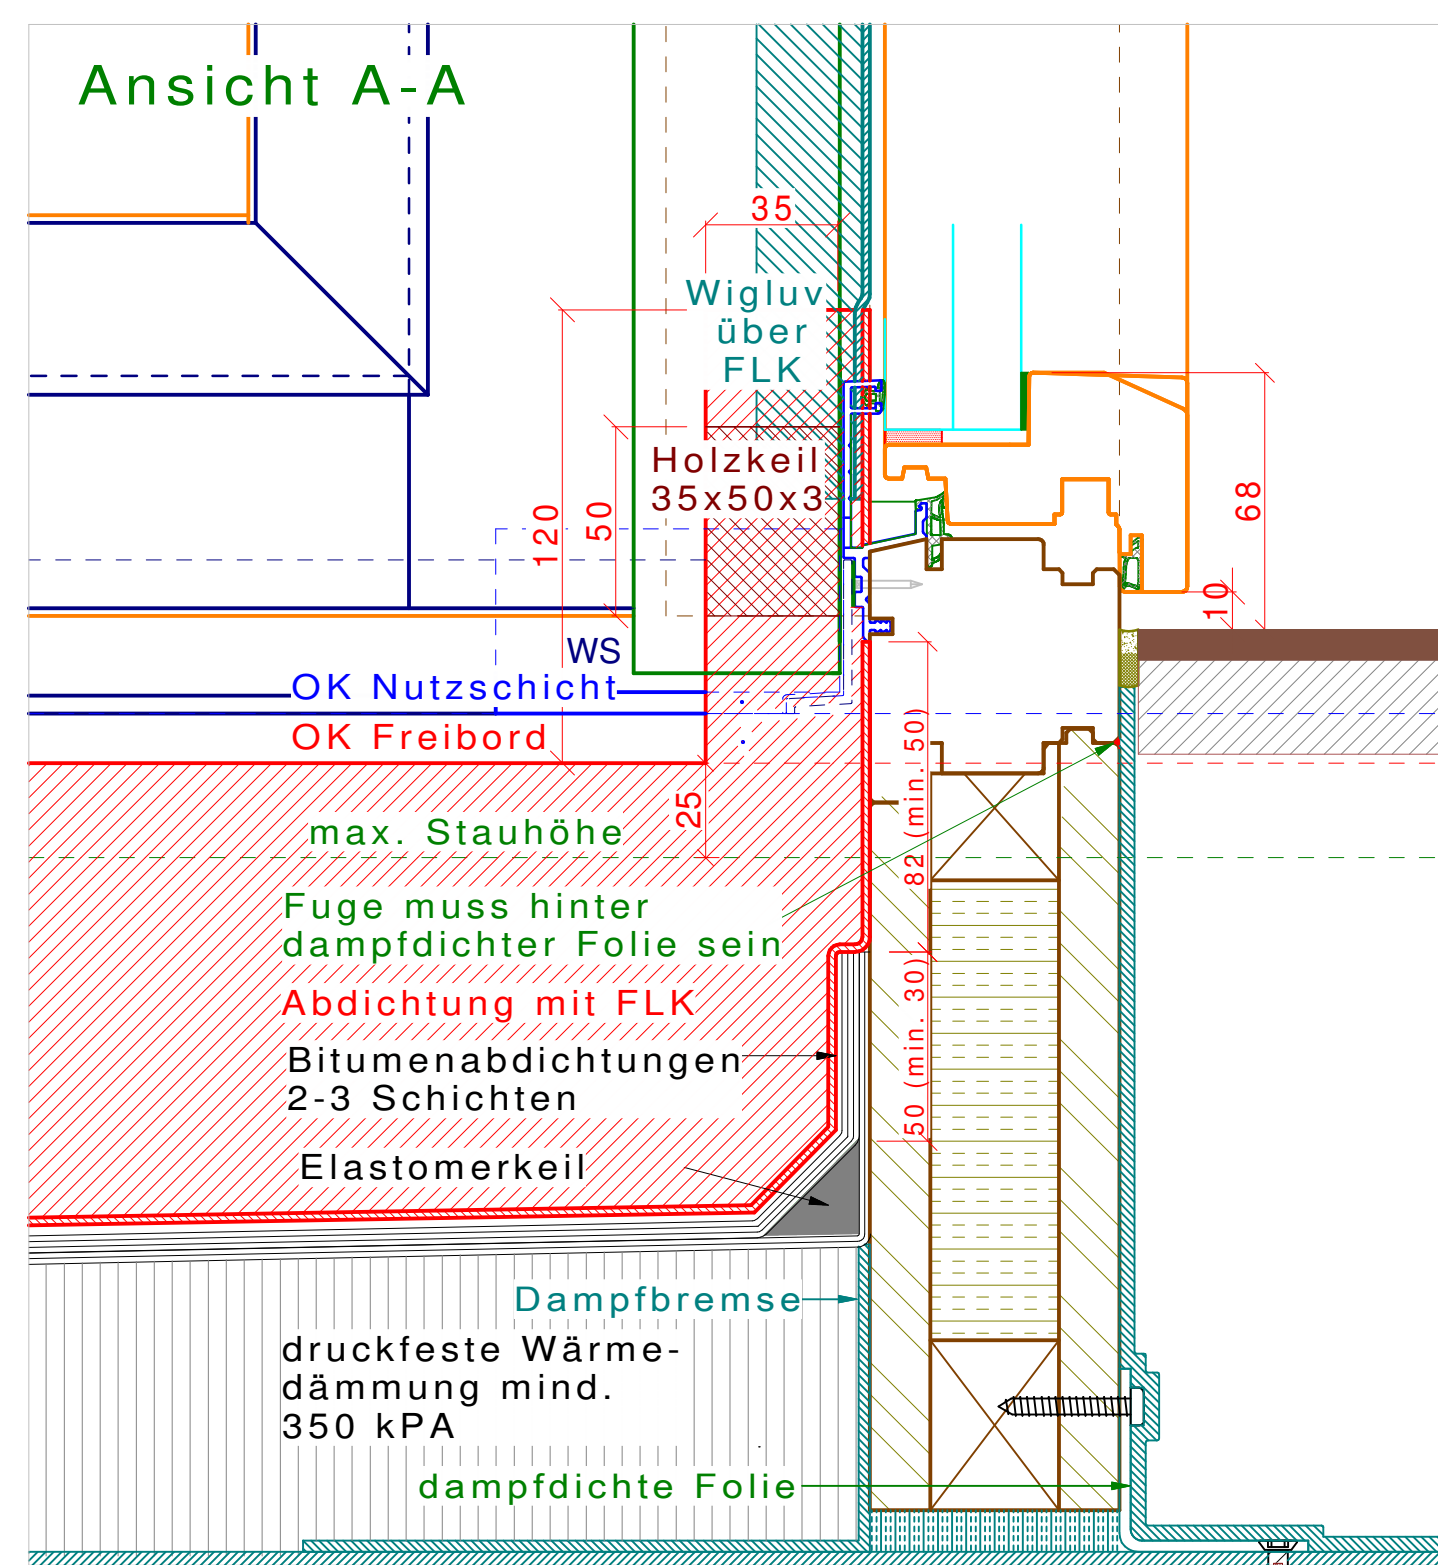 Ansicht A-A
35
Wigluv
über
FLK
Holzkeil
35x50x3
120
50
68
10
WS
OK Nutzschicht
OK Freibord
25
82 (min. 50)
max. Stauhöhe
Fuge muss hinter
dampfdichter Folie sein
Abdichtung mit FLK
50 (min. 30)
Bitumenabdichtungen
2-3 Schichten
Elastomerkeil
Dampfbremse
druckfeste Wärme-
dämmung mind.
350 kPA
dampfdichte Folie